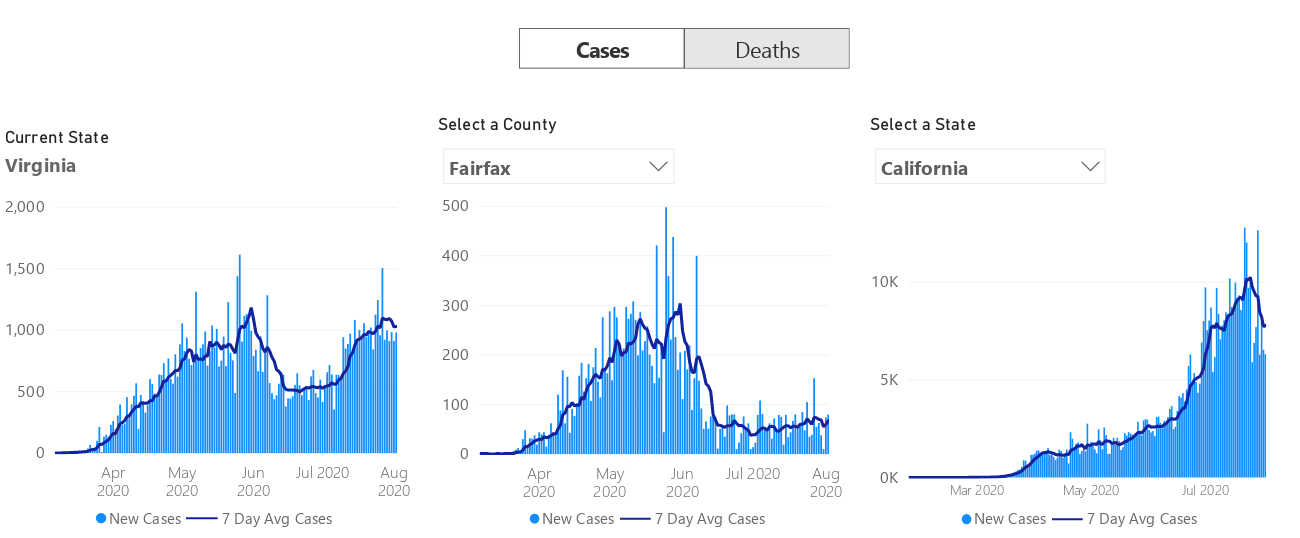 Cases Deaths
Current State
Virginia
2,000
1,500
1,000
500
0
Apr 2020
May 2020
Jun 2020
Jul 2020
Aug 2020
New Cases 7 Day Avg Cases
Select a County
Fairfax
500
400
300
200
100
0
Apr 2020
May 2020
Jun 2020
Jul 2020
Aug 2020
New Cases 7 Day Avg Cases
Select a State
California
10K
5K
0K
Mar 2020
May 2020
Jul 2020
New Cases 7 Day Avg Cases